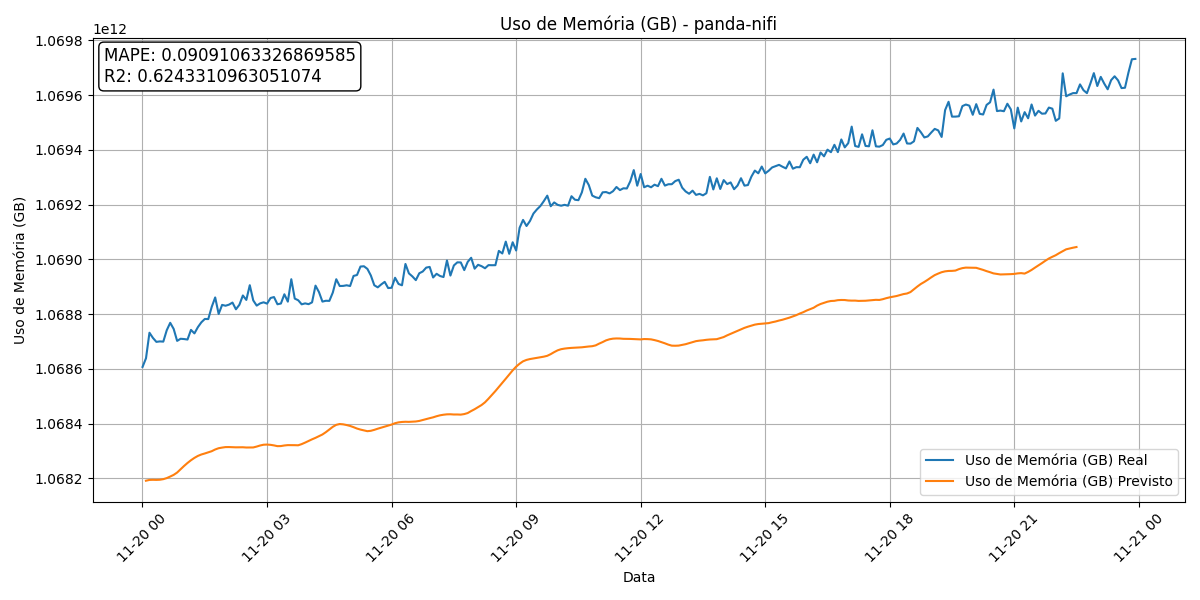 Uso de Memória (GB) - panda-nifi
1e12
MAPE: 0.09091063326869585
R2: 0.6243310963051074
1.0698
1.0696
1.0694
1.0692
1.0690
1.0688
1.0686
1.0684
1.0682
Uso de Memória (GB)
Uso de Memória (GB) Real
Uso de Memória (GB) Previsto
11-20 00
11-20 03
11-20 06
11-20 09
11-20 12
11-20 15
11-20 18
11-20 21
11-21 00
Data